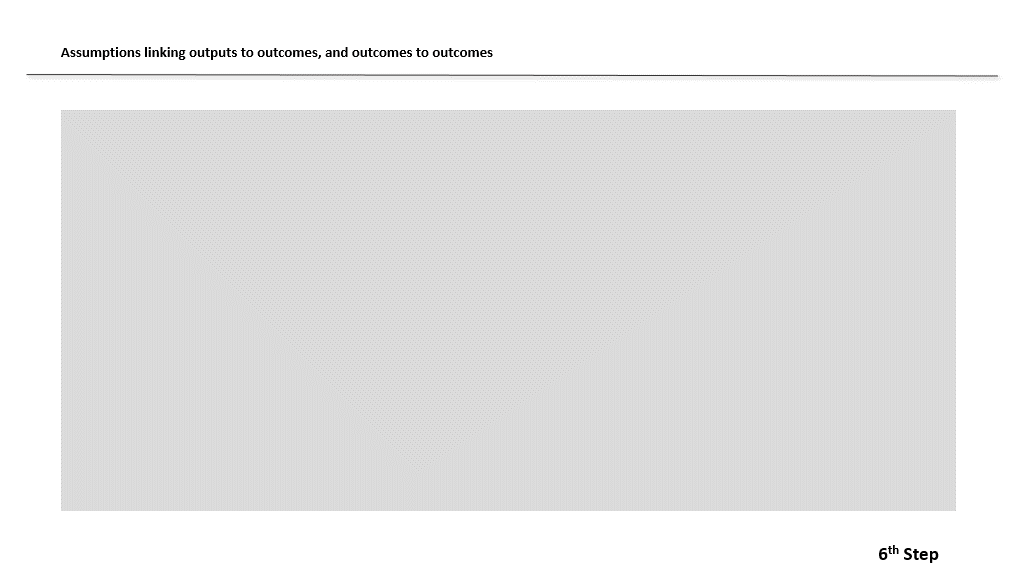 Assumptions linking outputs to outcomes, and outcomes to outcomes
6th Step